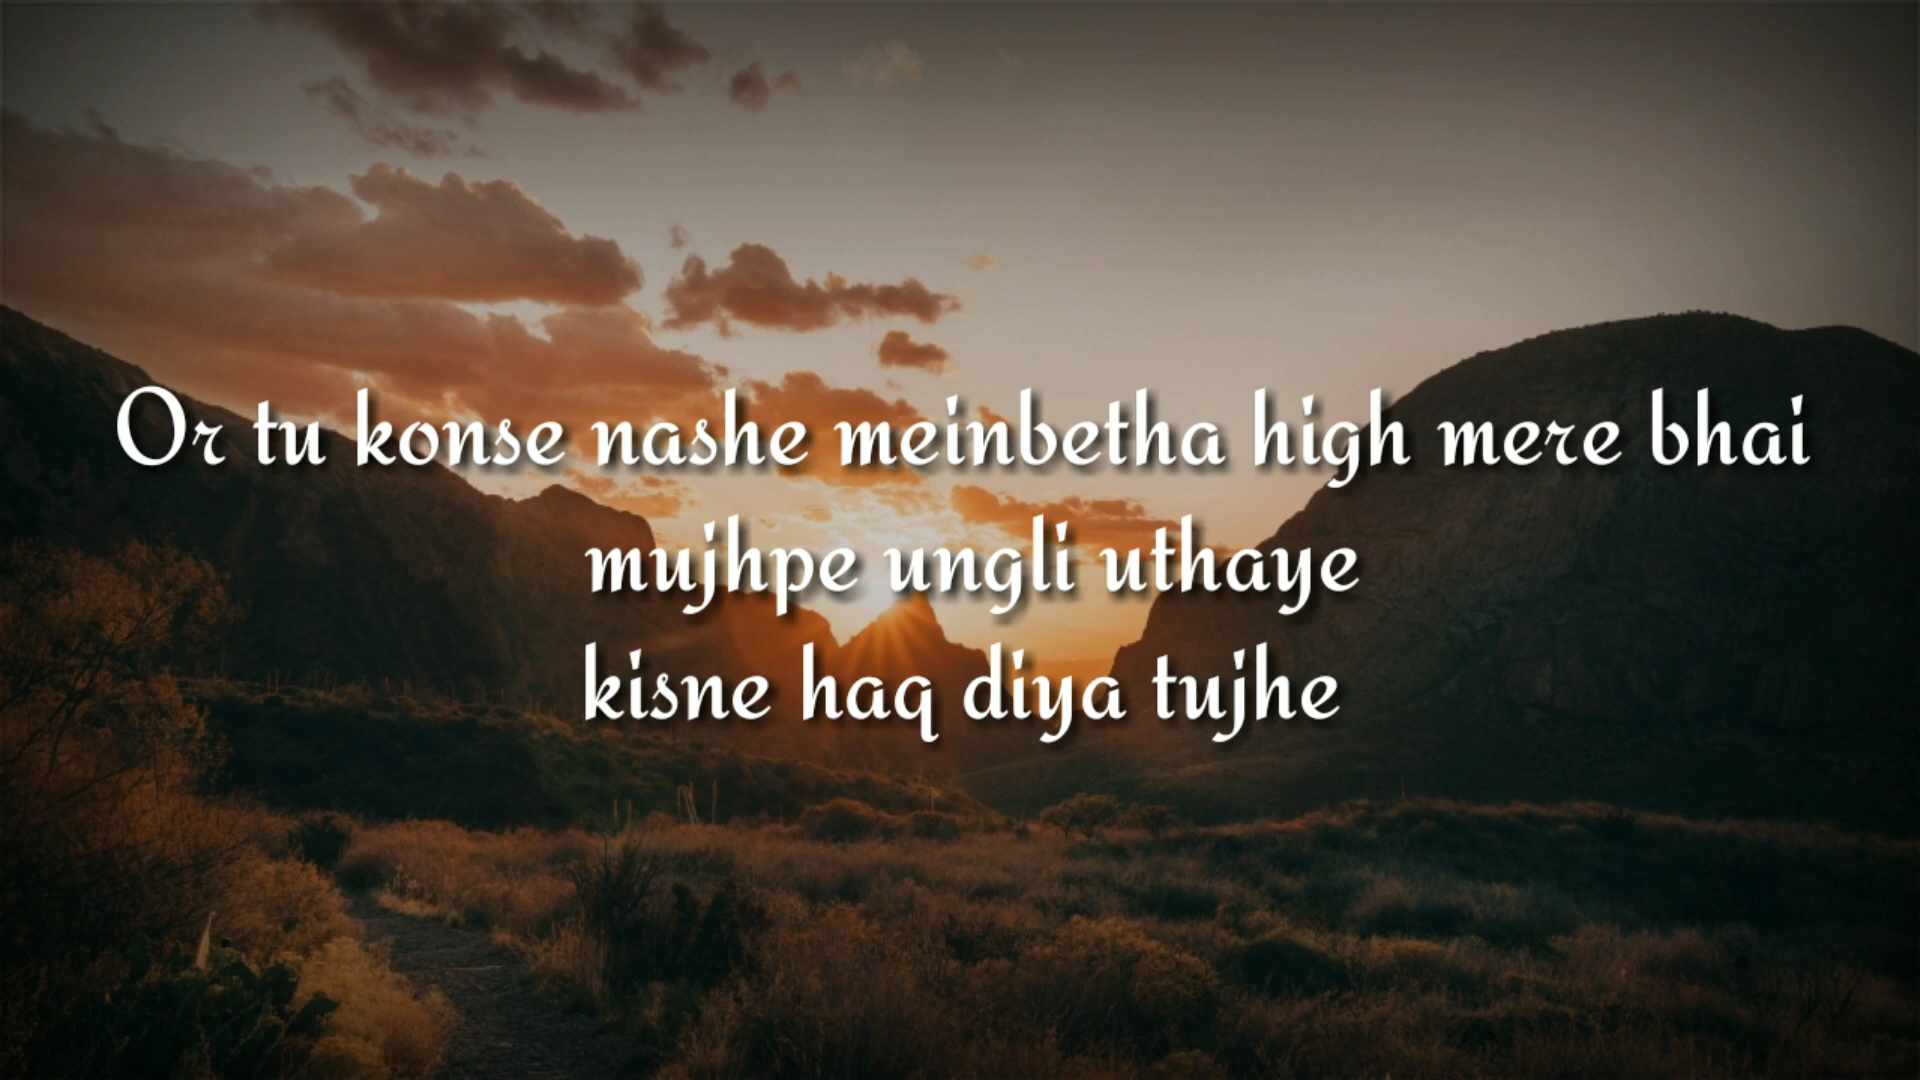 Or tu konse nashe meinbetha high mere bhai
mujhpe ungli uthaye
kisne haq diya tujhe